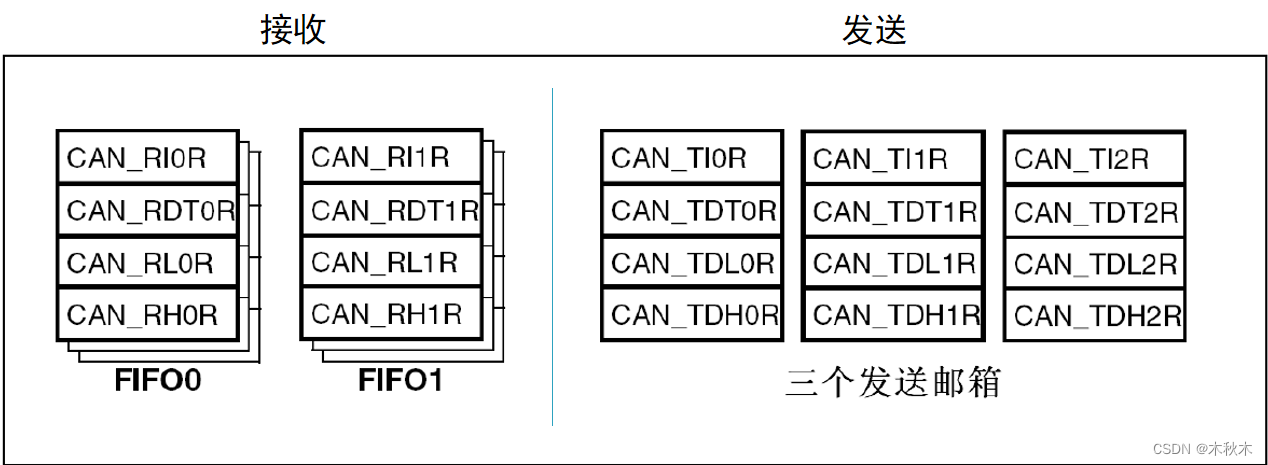 接收
发送
CAN_RI0R
CAN_RDT0R
CAN_RL0R
CAN_RH0R
FIFO0
CAN_RI1R
CAN_RDT1R
CAN_RL1R
CAN_RH1R
FIFO1
CAN_TI0R
CAN_TDT0R
CAN_TDL0R
CAN_TDH0R
CAN_TI1R
CAN_TDT1R
CAN_TDL1R
CAN_TDH1R
CAN_TI2R
CAN_TDT2R
CAN_TDL2R
CAN_TDH2R
三个发送邮箱
CSDN @木秋木